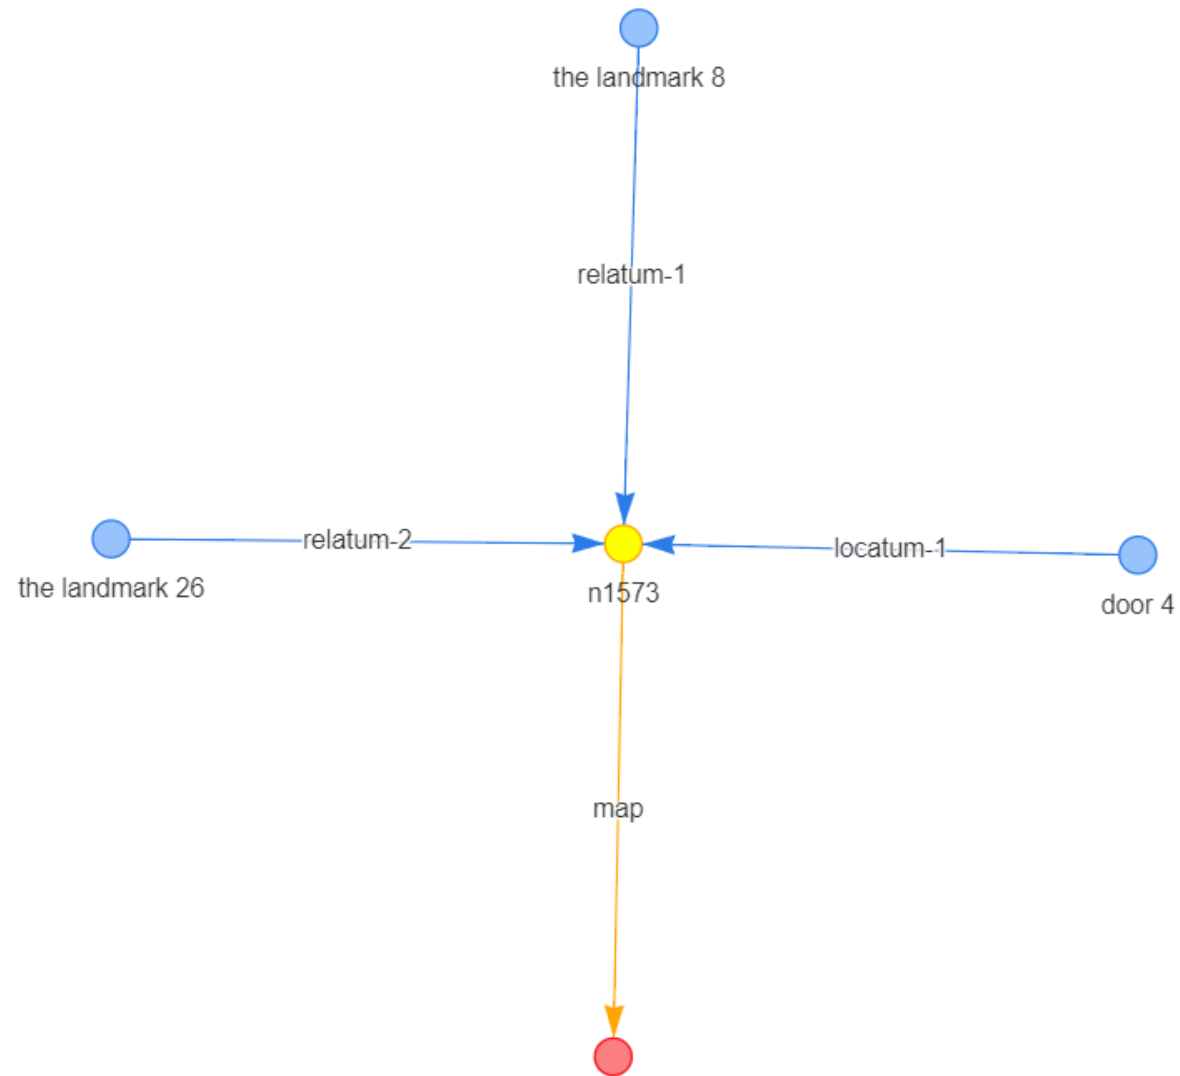 the landmark 8
relatum-1
relatum-2
locatum-1
the landmark 26
n1573
door 4
map